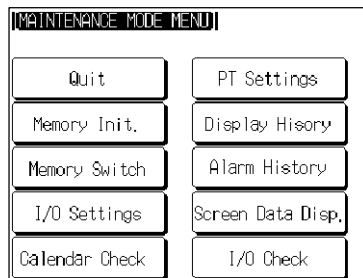 [MAINTENANCE MODE MENU]
Quit
PT Settings
Memory Init.
Display Hisory
Memory Switch
Alarm History
I/O Settings
Screen Data Disp.
Calendar Check
I/O Check